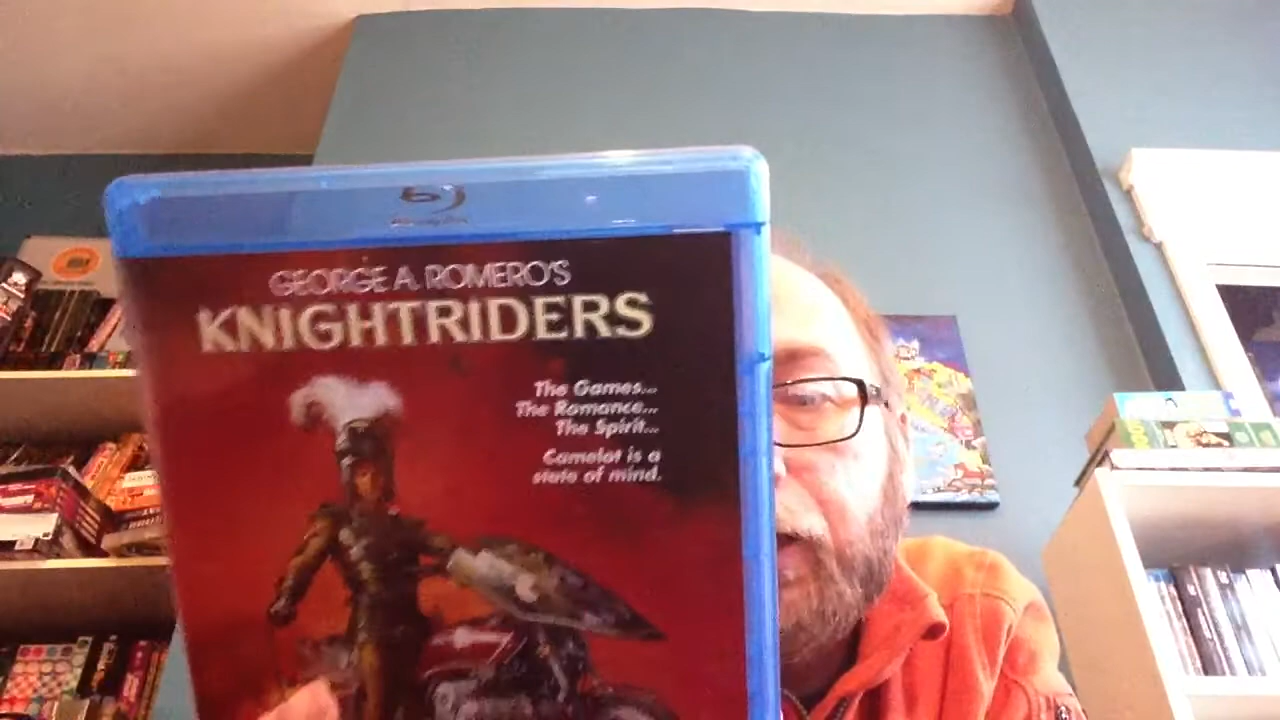 GEORGE A. ROMERO'S
KNIGHTRIDERS
The Games...
The Romance...
The Spirit...
Camelot is a
state of mind.